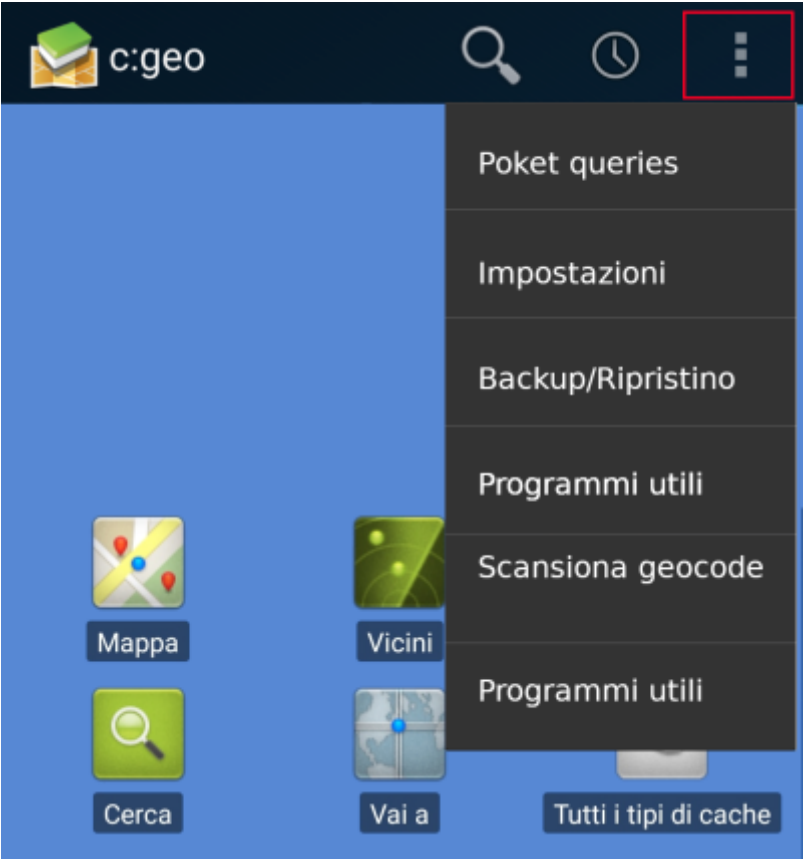 c:geo
Poket queries
Impostazioni
Backup/Ripristino
Programmi utili
Scansiona geocode
Programmi utili
Mappa
Vicini
Cerca
Vai a
Tutti i tipi di cache